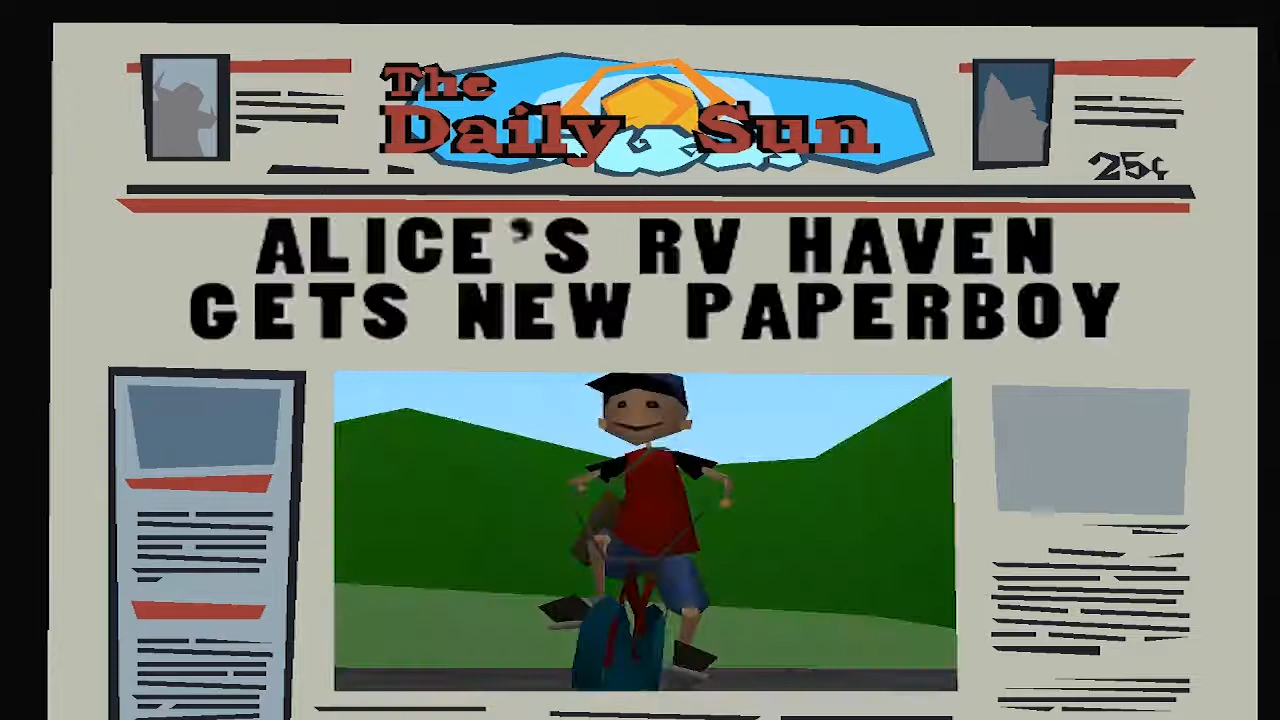 The
Daily Sun
25¢
ALICE'S RV HAVEN
GETS NEW PAPERBOY